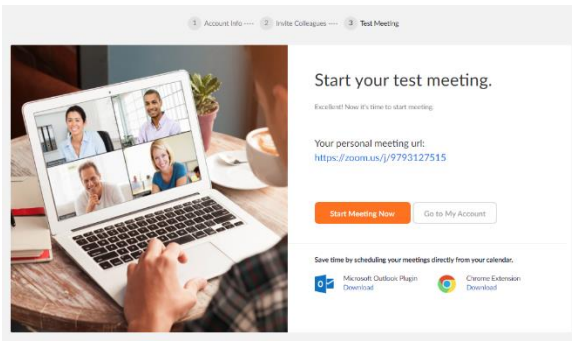 1 Account Info ---- 2 Invite Colleagues ---- 3 Test Meeting
Start your test meeting.
Excellent! Now it's time to start meeting.
Your personal meeting url:
https://zoom.us/j/9793127515
Start Meeting Now Go to My Account
Save time by scheduling your meetings directly from your calendar.
Microsoft Outlook Plugin Chrome Extension
Download Download